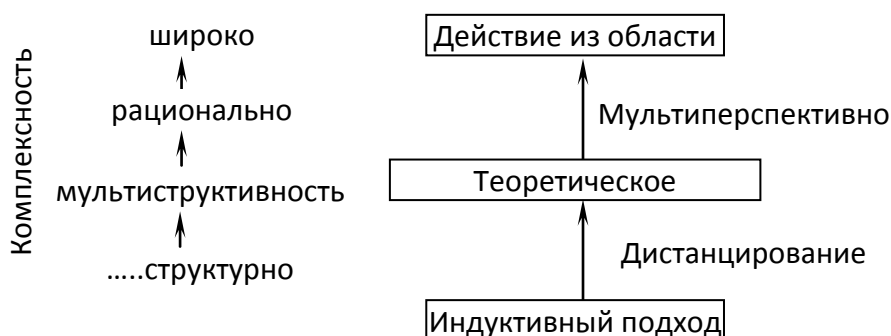 Комплексность
широко
рационально
мультиструктивность
.....структурно
Действие из области
Мультиперспективно
Теоретическое
Дистанцирование
Индуктивный подход